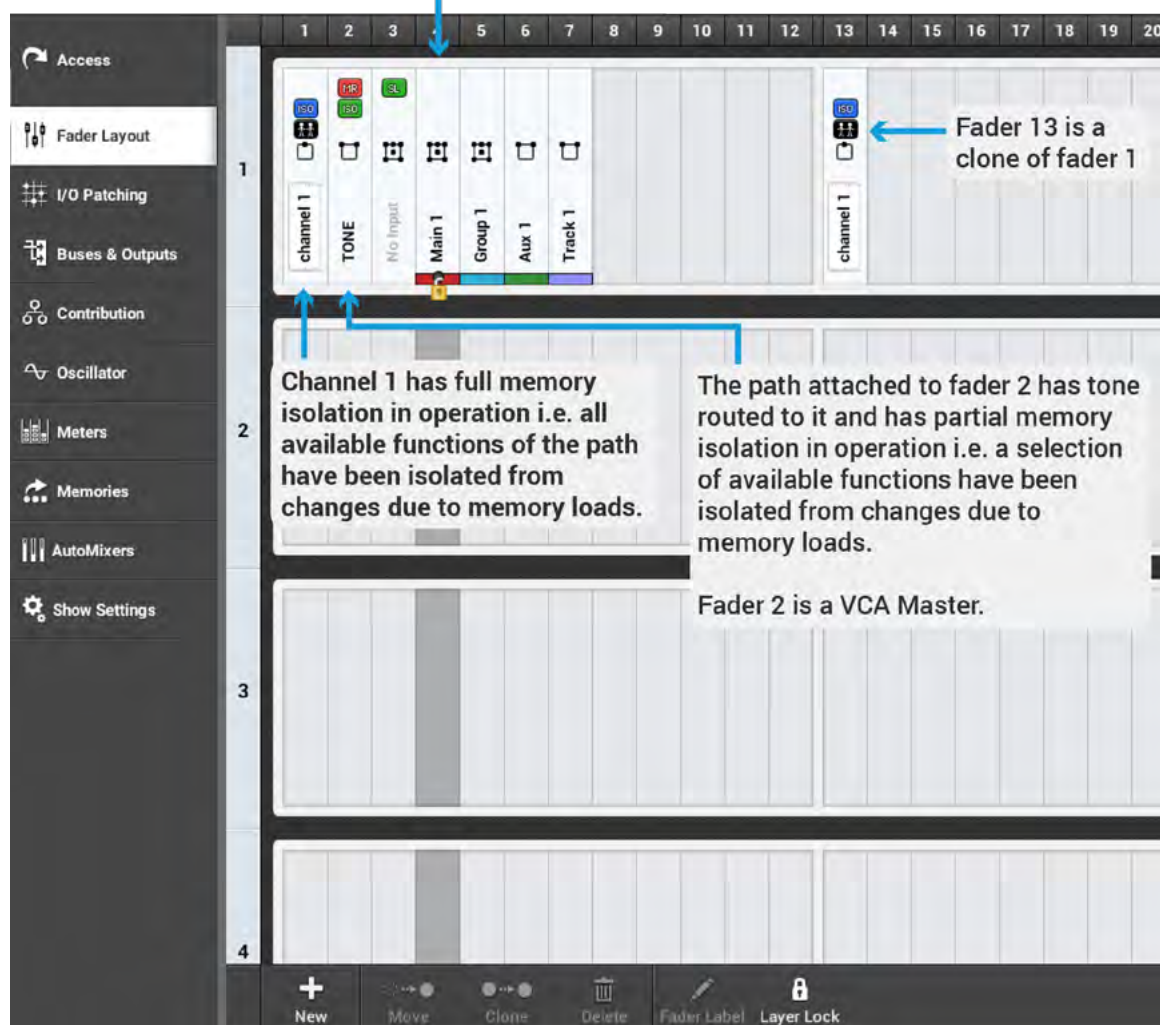 1 2 3 5 6 7 8 9 10 11 12 13 14 15 16 17 18 19 20
Access
Fader Layout
I/O Patching
Buses & Outputs
Contribution
Oscillator
Meters
Memories
AutoMixers
Show Settings
1
ISO
MR
ISO
SL
ISO
channel 1
TONE
No Input
Main 1
Group 1
Aux 1
Track 1
channel 1
Fader 13 is a
clone of fader 1
2
Channel 1 has full memory
isolation in operation i.e. all
available functions of the path
have been isolated from
changes due to memory loads.
The path attached to fader 2 has tone
routed to it and has partial memory
isolation in operation i.e. a selection
of available functions have been
isolated from changes due to
memory loads.
Fader 2 is a VCA Master.
3
4
New
Move
Clone
Delete
Fader Label
Layer Lock